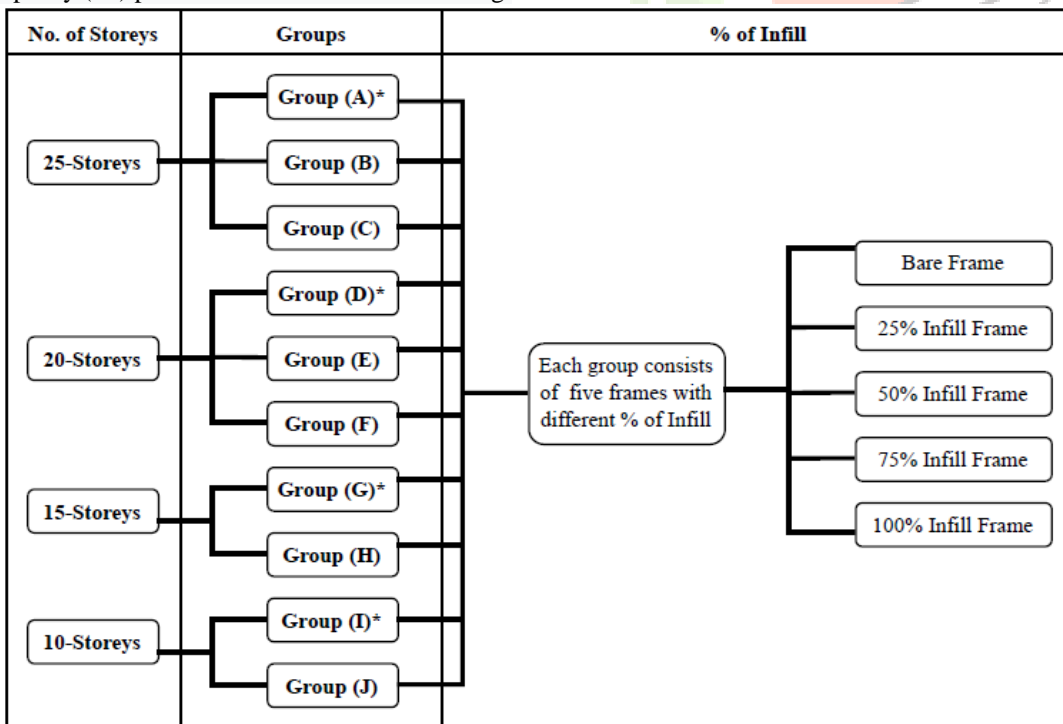 No. of Storeys
Groups
% of Infill
25-Storeys
Group (A)*
Group (B)
Group (C)
20-Storeys
Group (D)*
Group (E)
Group (F)
15-Storeys
Group (G)*
Group (H)
10-Storeys
Group (I)*
Group (J)
Each group consists
of five frames with
different % of Infill
Bare Frame
25% Infill Frame
50% Infill Frame
75% Infill Frame
100% Infill Frame